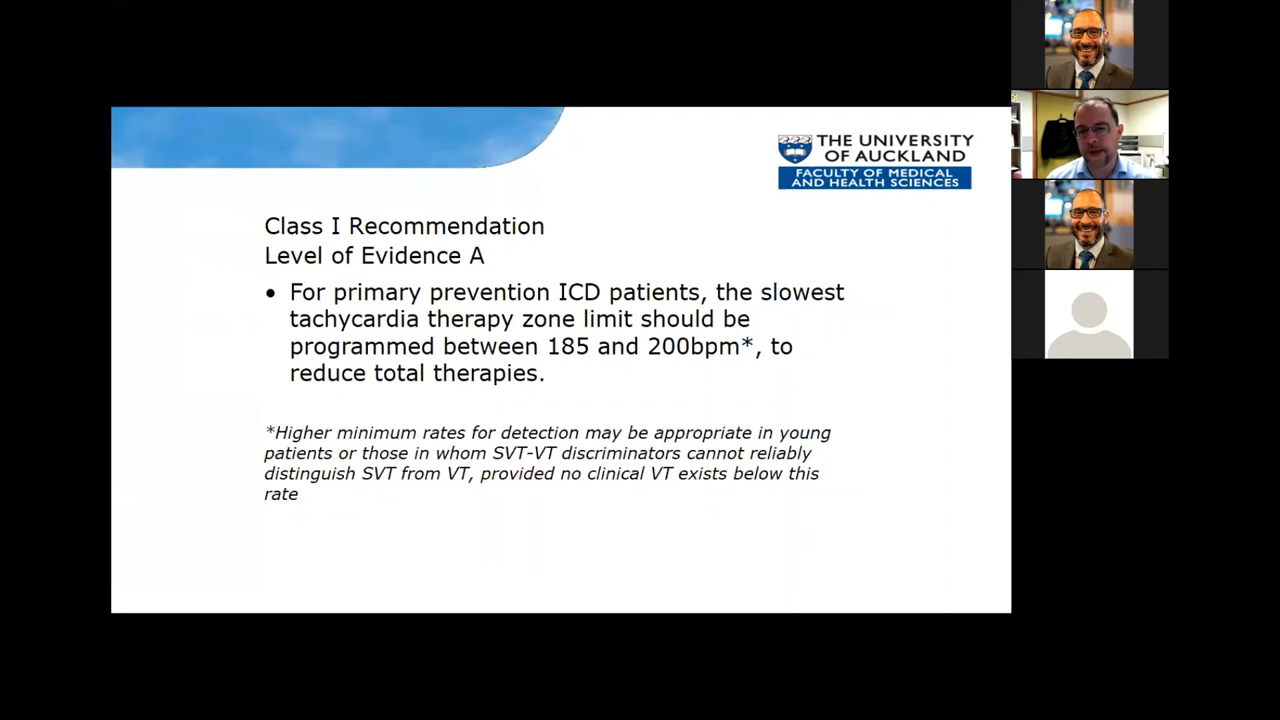 THE UNIVERSITY
OF AUCKLAND
FACULTY OF MEDICAL
AND HEALTH SCIENCES
Class I Recommendation
Level of Evidence A
• For primary prevention ICD patients, the slowest
tachycardia therapy zone limit should be
programmed between 185 and 200bpm*, to
reduce total therapies.
*Higher minimum rates for detection may be appropriate in young
patients or those in whom SVT-VT discriminators cannot reliably
distinguish SVT from VT, provided no clinical VT exists below this
rate